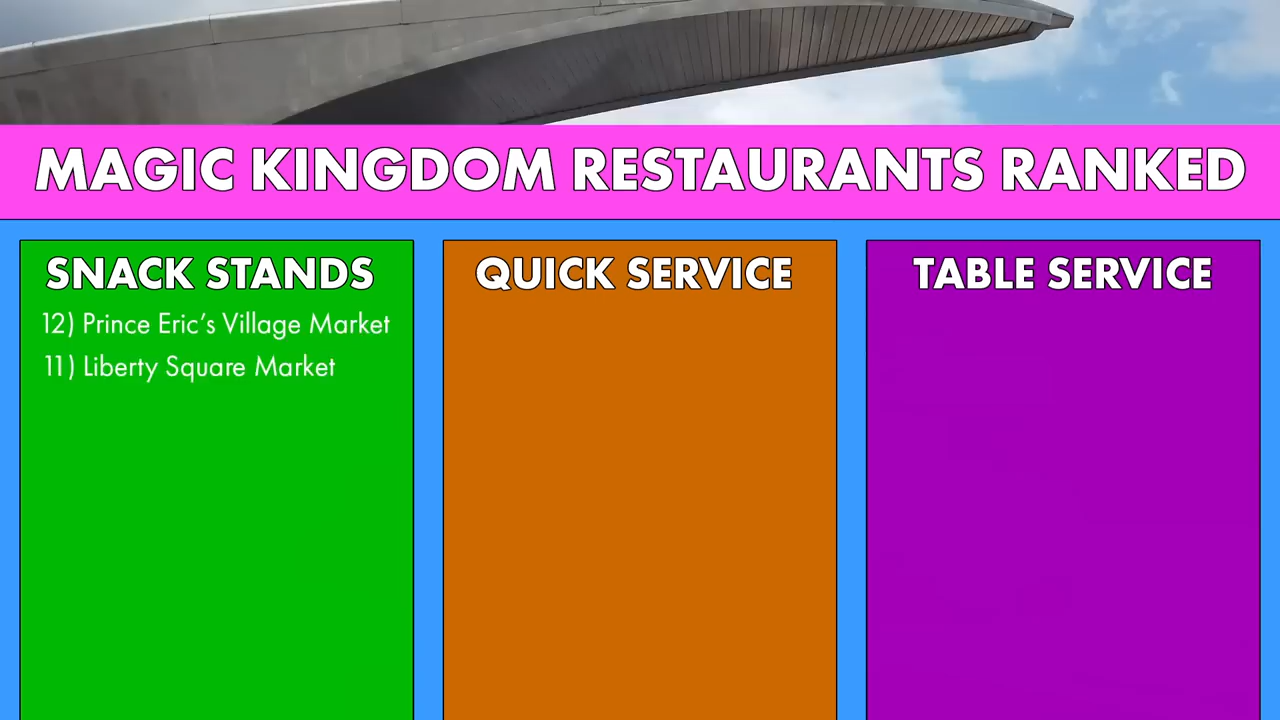 MAGIC KINGDOM RESTAURANTS RANKED
SNACK STANDS
12) Prince Eric's Village Market
11) Liberty Square Market
QUICK SERVICE
TABLE SERVICE